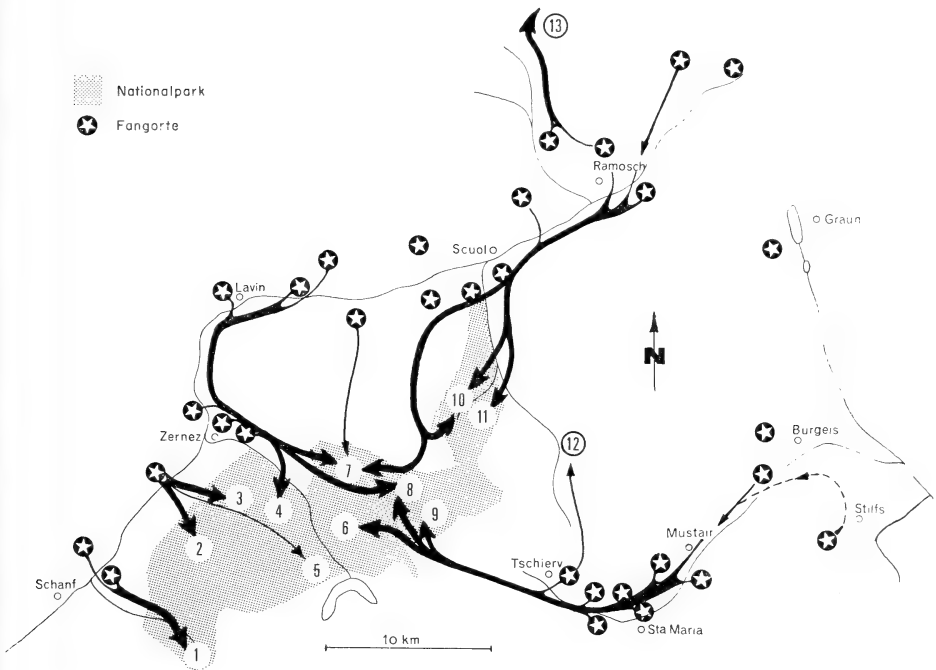 13
Nationalpark
Fangorte
Ramosch
Graun
Scuol
Lavin
N
10
11
Zernez
7
12
Burgeis
8
3
4
9
6
Stiffs
2
Mustair
5
Tschierv
Schanf
Sta Maria
10 km
1